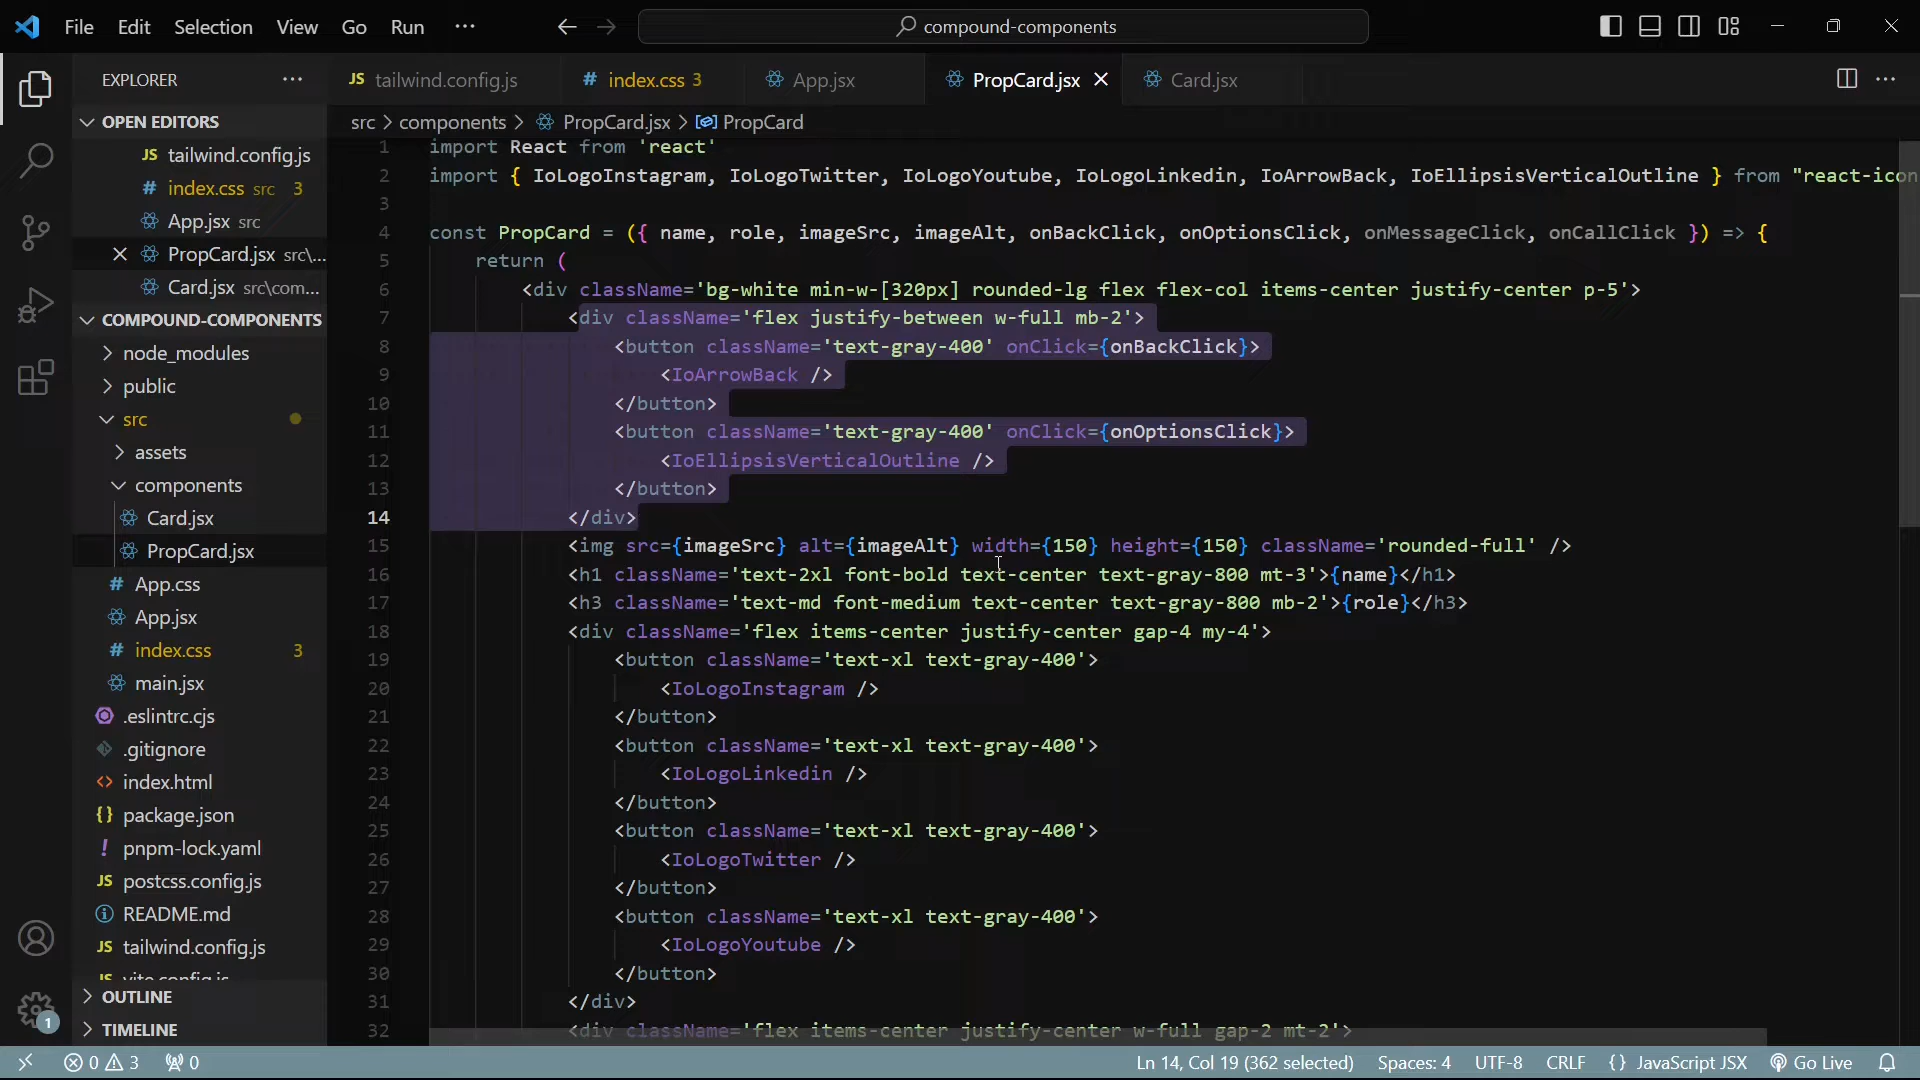 File Edit Selection View Go Run ··· compound-components
EXPLORER ···
JS tailwind.config.js # index.css 3 App.jsx PropCard.jsx Card.jsx ···
OPEN EDITORS
JS tailwind.config.js
# index.css src 3
App.jsx src
PropCard.jsx src\...
Card.jsx src\com...
COMPOUND-COMPONENTS
node_modules
public
src
assets
components
Card.jsx
PropCard.jsx
# App.css
App.jsx
# index.css 3
main.jsx
.eslintrc.cjs
.gitignore
<> index.html
{} package.json
! pnpm-lock.yaml
JS postcss.config.js
README.md
JS tailwind.config.js
JS vite.config.js
OUTLINE
TIMELINE
1
src > components > PropCard.jsx > PropCard
1 import React from 'react'
2 import { IoLogoInstagram, IoLogoTwitter, IoLogoYoutube, IoLogoLinkedin, IoArrowBack, IoEllipsisVerticalOutline } from "react-icon
3
4 const PropCard = ({ name, role, imageSrc, imageAlt, onBackClick, onOptionsClick, onMessageClick, onCallClick }) => {
5 return (
6 <div className='bg-white min-w-[320px] rounded-lg flex flex-col items-center justify-center p-5'>
7 <div className='flex justify-between w-full mb-2'>
8 <button className='text-gray-400' onClick={onBackClick}>
9 <IoArrowBack />
10 </button>
11 <button className='text-gray-400' onClick={onOptionsClick}>
12 <IoEllipsisVerticalOutline />
13 </button>
14 </div>
15 <img src={imageSrc} alt={imageAlt} width={150} height={150} className='rounded-full' />
16 <h1 className='text-2xl font-bold text-center text-gray-800 mt-3'>{name}</h1>
17 <h3 className='text-md font-medium text-center text-gray-800 mb-2'>{role}</h3>
18 <div className='flex items-center justify-center gap-4 my-4'>
19 <button className='text-xl text-gray-400'>
20 <IoLogoInstagram />
21 </button>
22 <button className='text-xl text-gray-400'>
23 <IoLogoLinkedin />
24 </button>
25 <button className='text-xl text-gray-400'>
26 <IoLogoTwitter />
27 </button>
28 <button className='text-xl text-gray-400'>
29 <IoLogoYoutube />
30 </button>
31 </div>
32 <div className='flex items-center justify-center w-full gap-2 mt-2'>
0 3 0 Ln 14, Col 19 (362 selected) Spaces: 4 UTF-8 CRLF {} JavaScript JSX Go Live